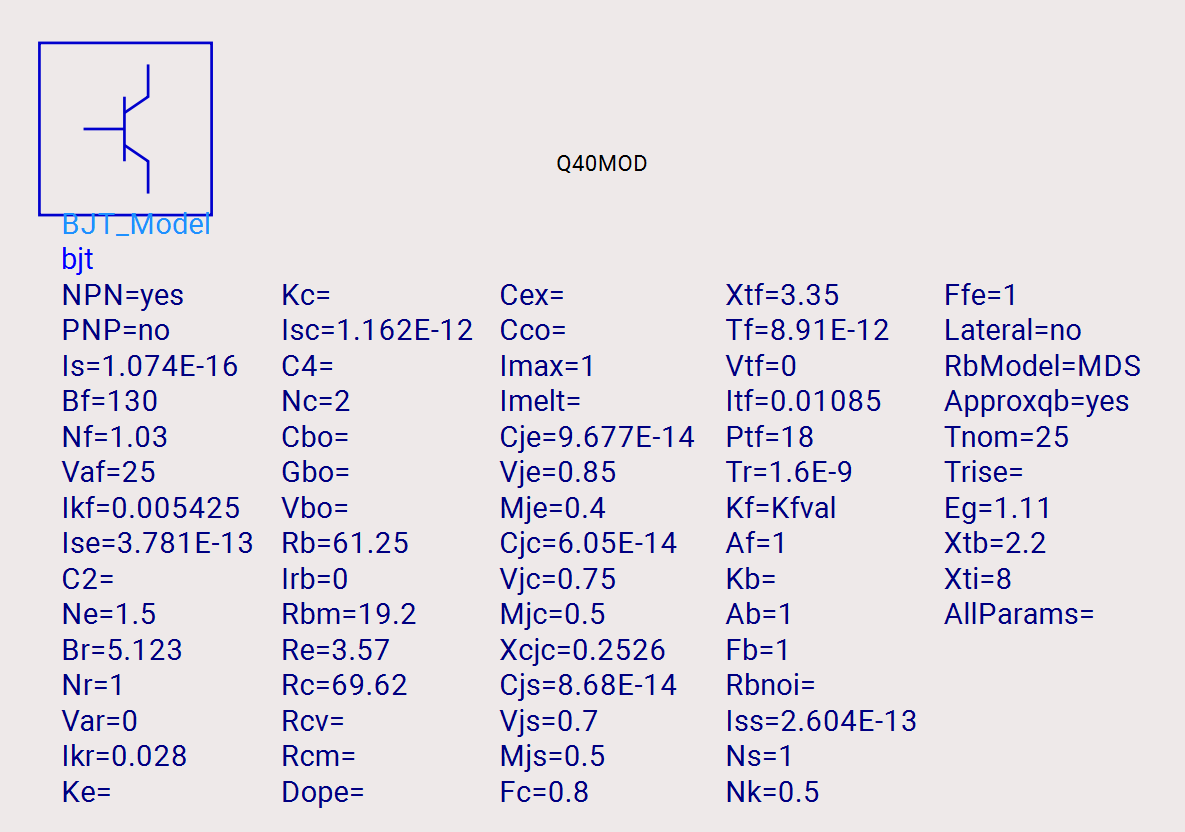 Q40MOD
BJT_Model
bjt
NPN=yes
PNP=no
Is=1.074E-16
Bf=130
Nf=1.03
Vaf=25
Ikf=0.005425
Ise=3.781E-13
C2=
Ne=1.5
Br=5.123
Nr=1
Var=0
Ikr=0.028
Ke=
Kc=
Isc=1.162E-12
C4=
Nc=2
Cbo=
Gbo=
Vbo=
Rb=61.25
Irb=0
Rbm=19.2
Re=3.57
Rc=69.62
Rcv=
Rcm=
Dope=
Cex=
Cco=
Imax=1
Imelt=
Cje=9.677E-14
Vje=0.85
Mje=0.4
Cjc=6.05E-14
Vjc=0.75
Mjc=0.5
Xcjc=0.2526
Cjs=8.68E-14
Vjs=0.7
Mjs=0.5
Fc=0.8
Xtf=3.35
Tf=8.91E-12
Vtf=0
Itf=0.01085
Ptf=18
Tr=1.6E-9
Kf=Kfval
Af=1
Kb=
Ab=1
Fb=1
Rbnoi=
Iss=2.604E-13
Ns=1
Nk=0.5
Ffe=1
Lateral=no
RbModel=MDS
Approxqb=yes
Tnom=25
Trise=
Eg=1.11
Xtb=2.2
Xti=8
AllParams=